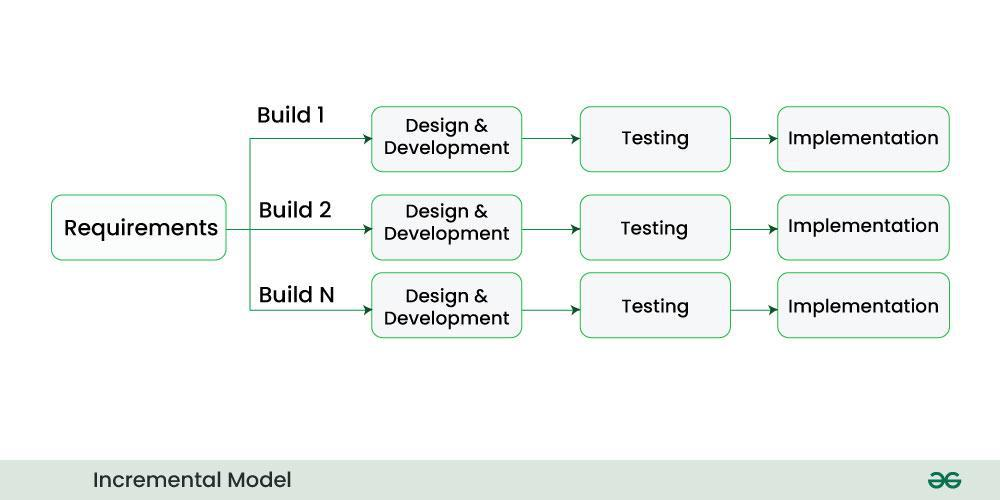 Build 1
Design &
Development
Testing
Implementation
Requirements
Build 2
Design &
Development
Testing
Implementation
Build N
Design &
Development
Testing
Implementation
Incremental Model